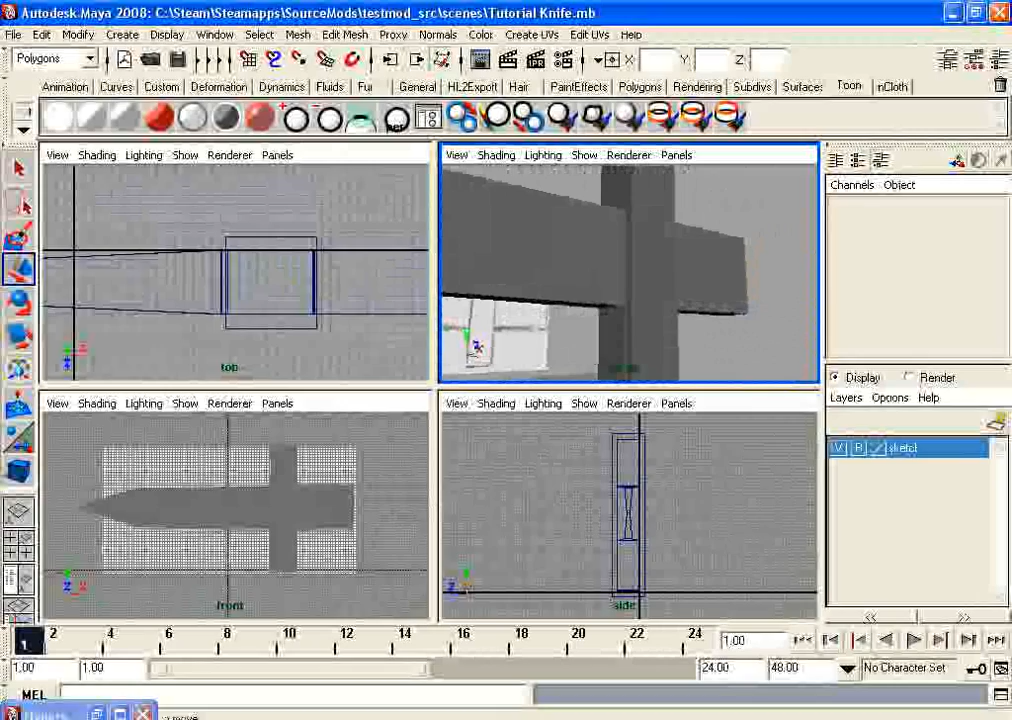 Autodesk Maya 2008: C:\Steam\Steamapps\SourceMods\testmod_src\scenes\Tutorial Knife.mb
File Edit Modify Create Display Window Select Mesh Edit Mesh Proxy Normals Color Create UVs Edit UVs Help
Polygons X: Y: Z:
Animation Curves Custom Deformation Dynamics Fluids Fur General HL2Export Hair PaintEffects Polygons Rendering Subdivs Surfaces Toon nCloth
View Shading Lighting Show Renderer Panels
View Shading Lighting Show Renderer Panels
Channels Object
top
Display Render
Layers Options Help
View Shading Lighting Show Renderer Panels
View Shading Lighting Show Renderer Panels
V R sketch
front
side
1 2 4 6 8 10 12 14 16 18 20 22 24 1.00
1.00 1.00 24.00 48.00 No Character Set
MEL